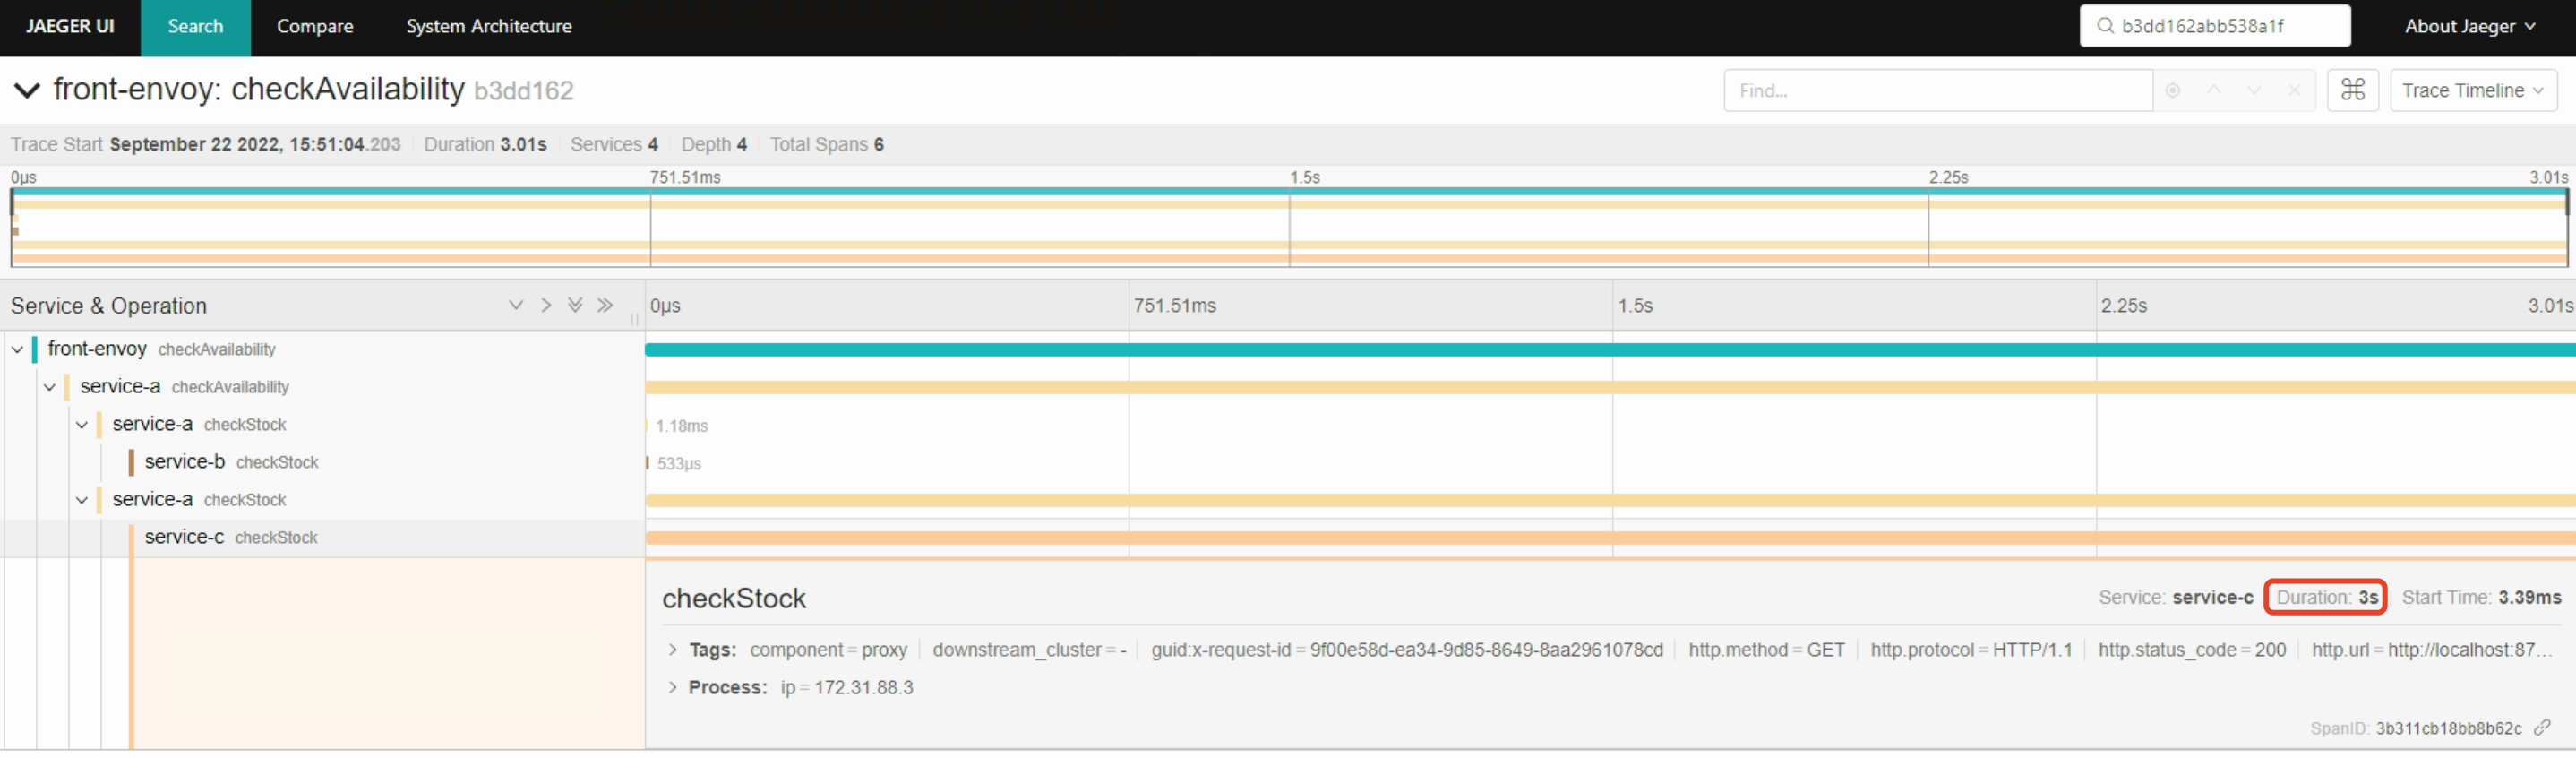 JAEGER UI Search Compare System Architecture b3dd162abb538a1f About Jaeger
front-envoy: checkAvailability b3dd162 Find... Trace Timeline
Trace Start September 22 2022, 15:51:04.203 Duration 3.01s Services 4 Depth 4 Total Spans 6
0μs 751.51ms 1.5s 2.25s 3.01s
Service & Operation 0μs 751.51ms 1.5s 2.25s 3.01s
front-envoy checkAvailability
service-a checkAvailability
service-a checkStock 1.18ms
service-b checkStock 533μs
service-a checkStock
service-c checkStock
checkStock Service: service-c Duration: 3s Start Time: 3.39ms
Tags: component = proxy downstream_cluster = - guid:x-request-id = 9f00e58d-ea34-9d85-8649-8aa2961078cd http.method = GET http.protocol = HTTP/1.1 http.status_code = 200 http.url = http://localhost:87...
Process: ip = 172.31.88.3
SpanID: 3b311cb18bb8b62c